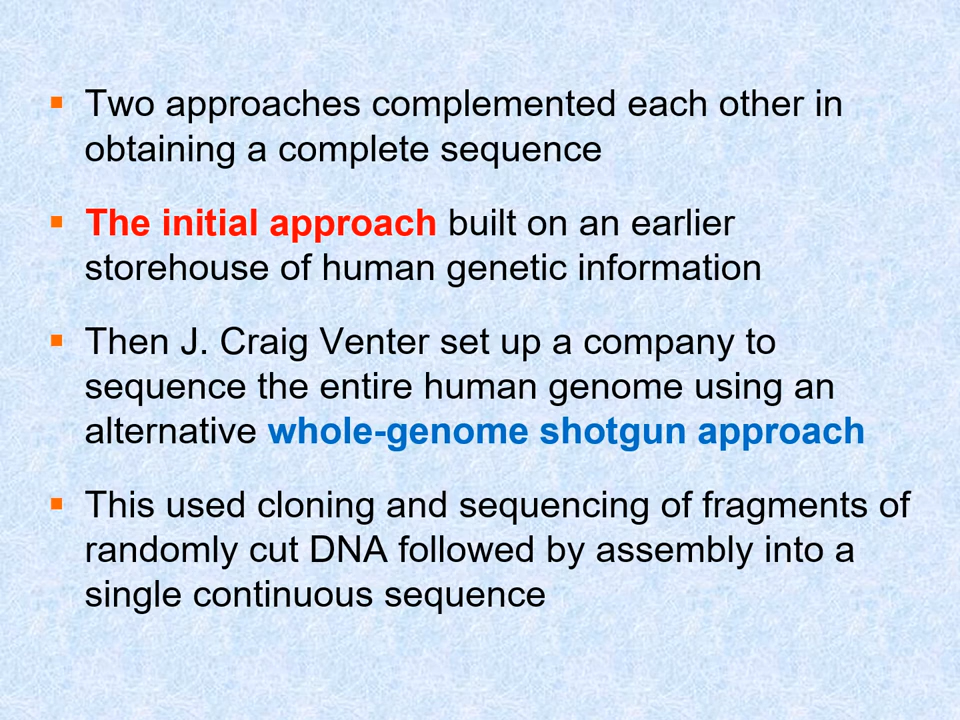 ▪ Two approaches complemented each other in
obtaining a complete sequence
▪ The initial approach built on an earlier
storehouse of human genetic information
▪ Then J. Craig Venter set up a company to
sequence the entire human genome using an
alternative whole-genome shotgun approach
▪ This used cloning and sequencing of fragments of
randomly cut DNA followed by assembly into a
single continuous sequence